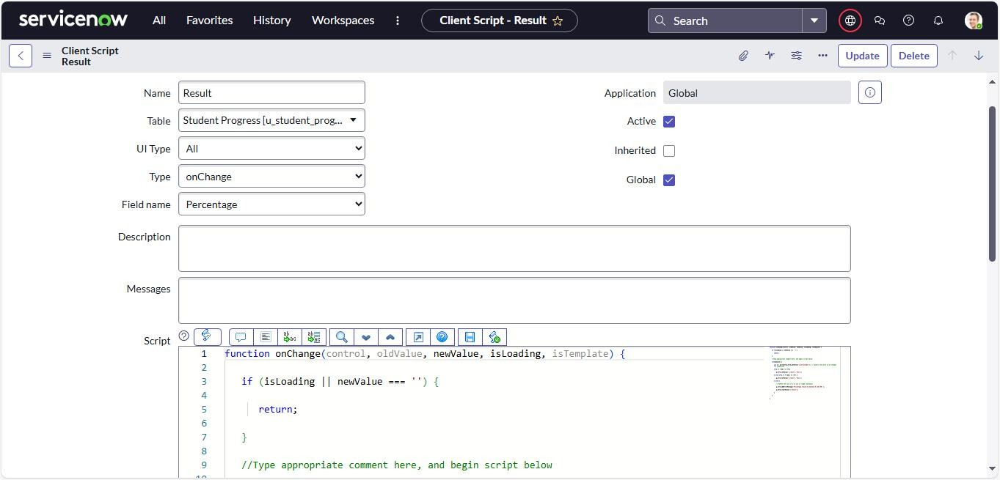 servicenow All Favorites History Workspaces Client Script - Result Search
Client Script
Result
Update Delete
Name Result Application Global
Table Student Progress [u_student_prog... Active
UI Type All Inherited
Type onChange Global
Field name Percentage
Description
Messages
Script
1 function onChange(control, oldValue, newValue, isLoading, isTemplate) {
2
3 if (isLoading || newValue === '') {
4
5 return;
6
7 }
8
9 //Type appropriate comment here, and begin script below
10